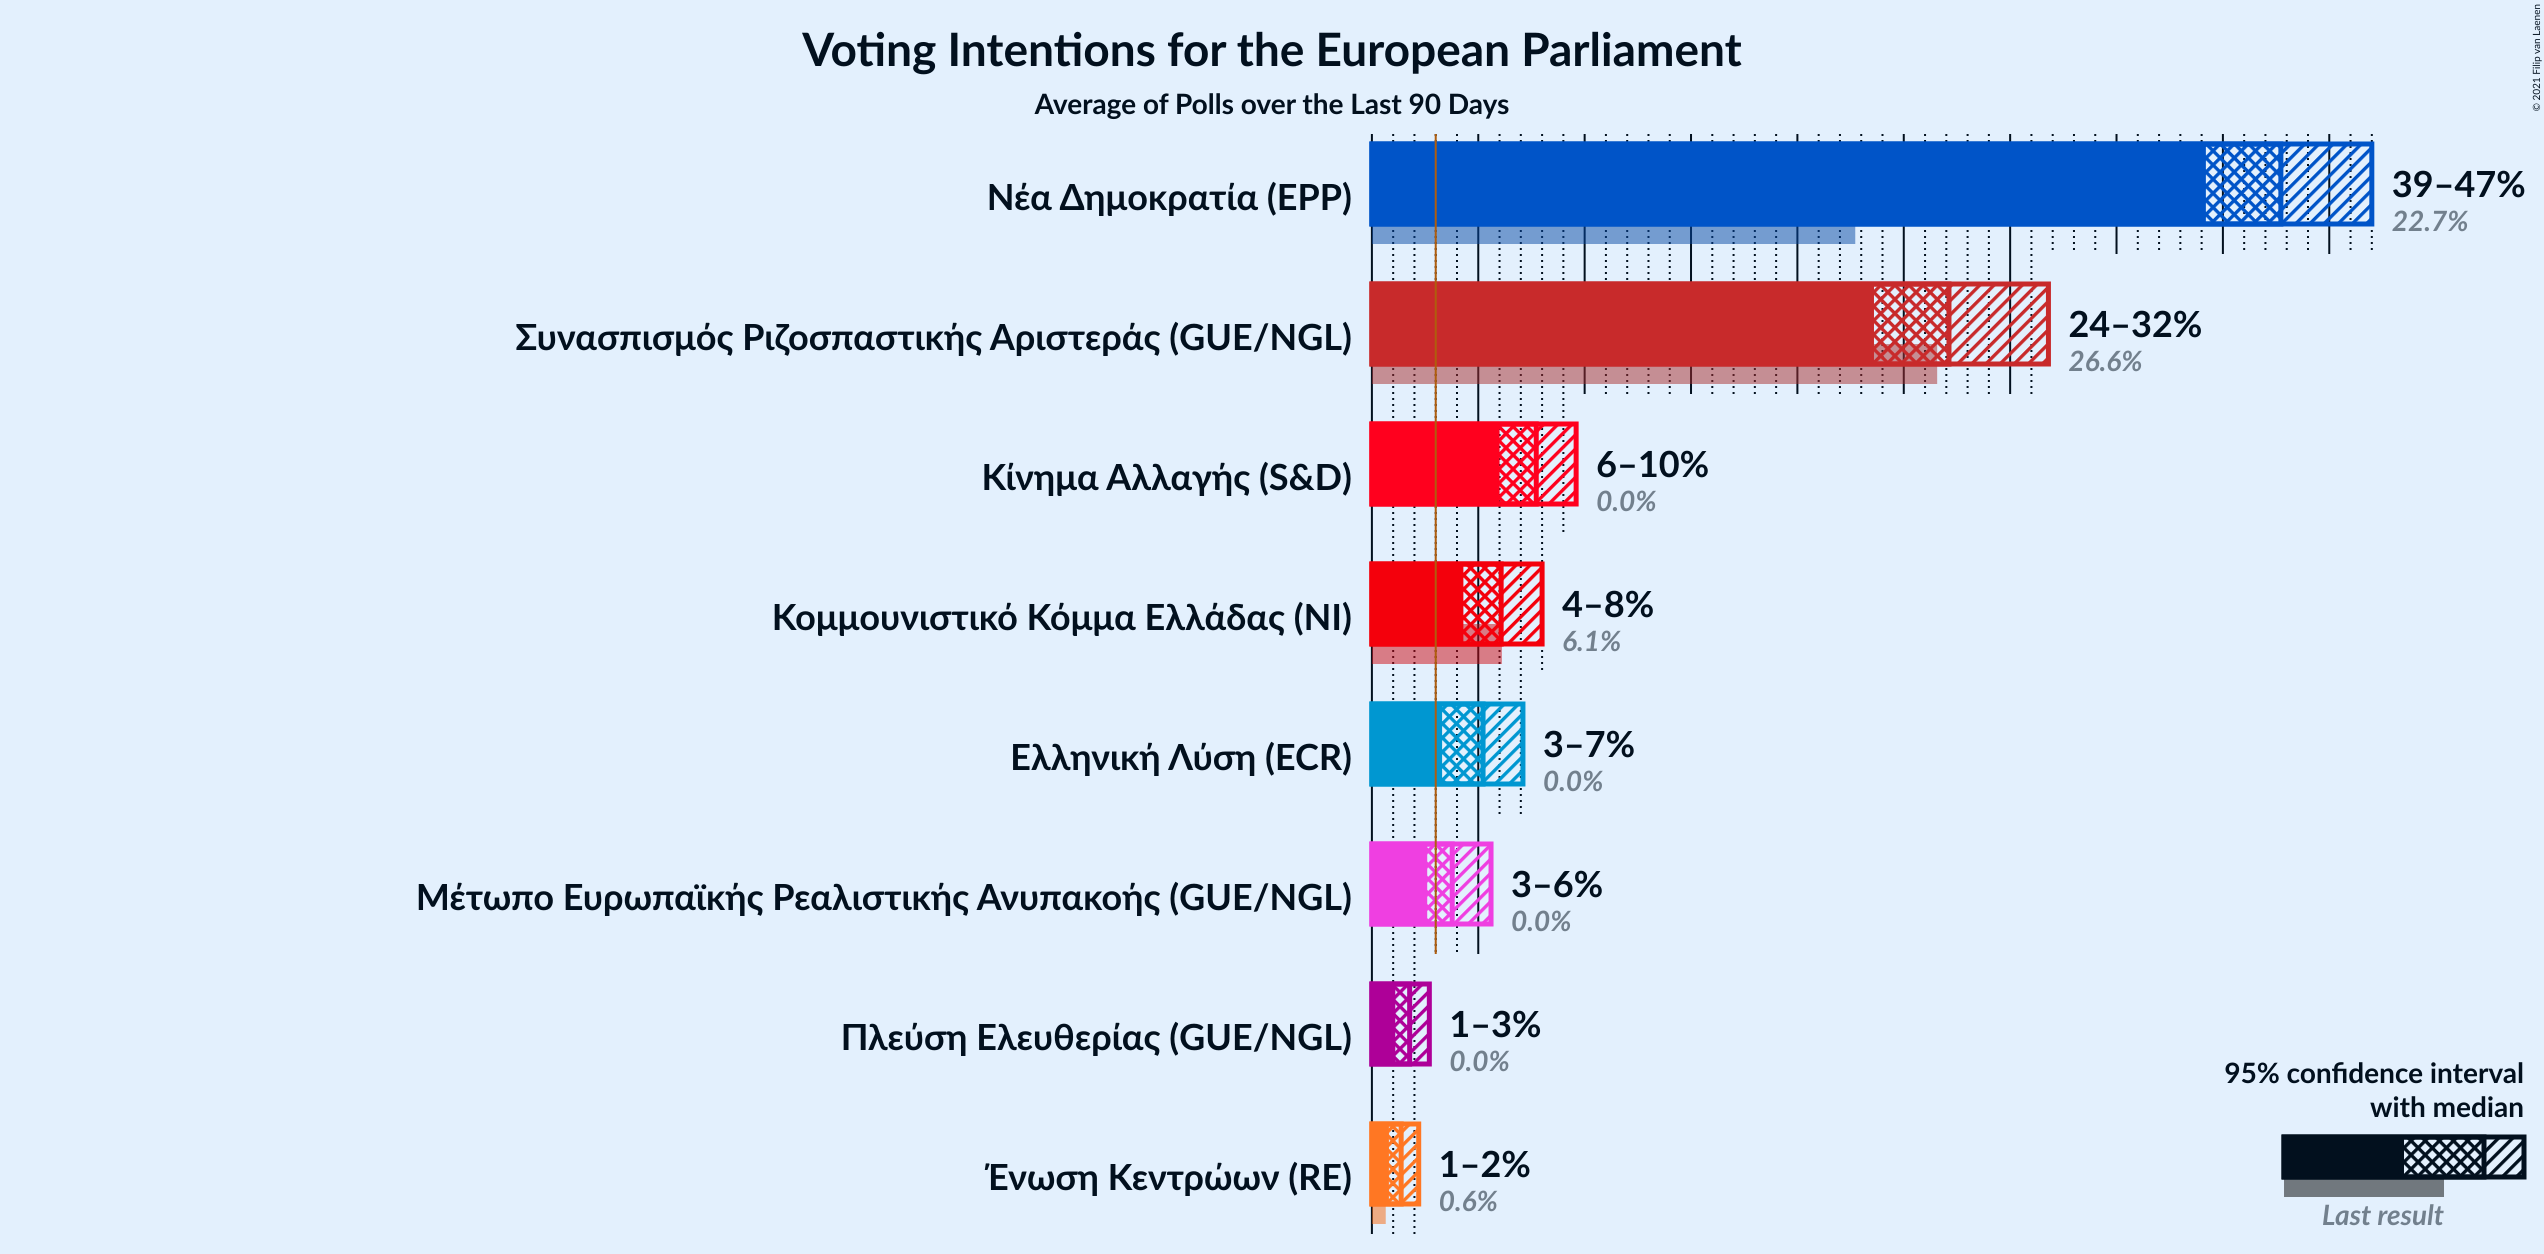 Voting Intentions for the European Parliament
Average of Polls over the Last 90 Days
© 2021 Filip van Laenen
Νέα Δημοκρατία (EPP)
39–47%
22.7%
Συνασπισμός Ριζοσπαστικής Αριστεράς (GUE/NGL)
24–32%
26.6%
Κίνημα Αλλαγής (S&D)
6–10%
0.0%
Κομμουνιστικό Κόμμα Ελλάδας (NI)
4–8%
6.1%
Ελληνική Λύση (ECR)
3–7%
0.0%
Μέτωπο Ευρωπαϊκής Ρεαλιστικής Ανυπακοής (GUE/NGL)
3–6%
0.0%
Πλεύση Ελευθερίας (GUE/NGL)
1–3%
0.0%
Ένωση Κεντρώων (RE)
1–2%
0.6%
95% confidence interval
with median
Last result